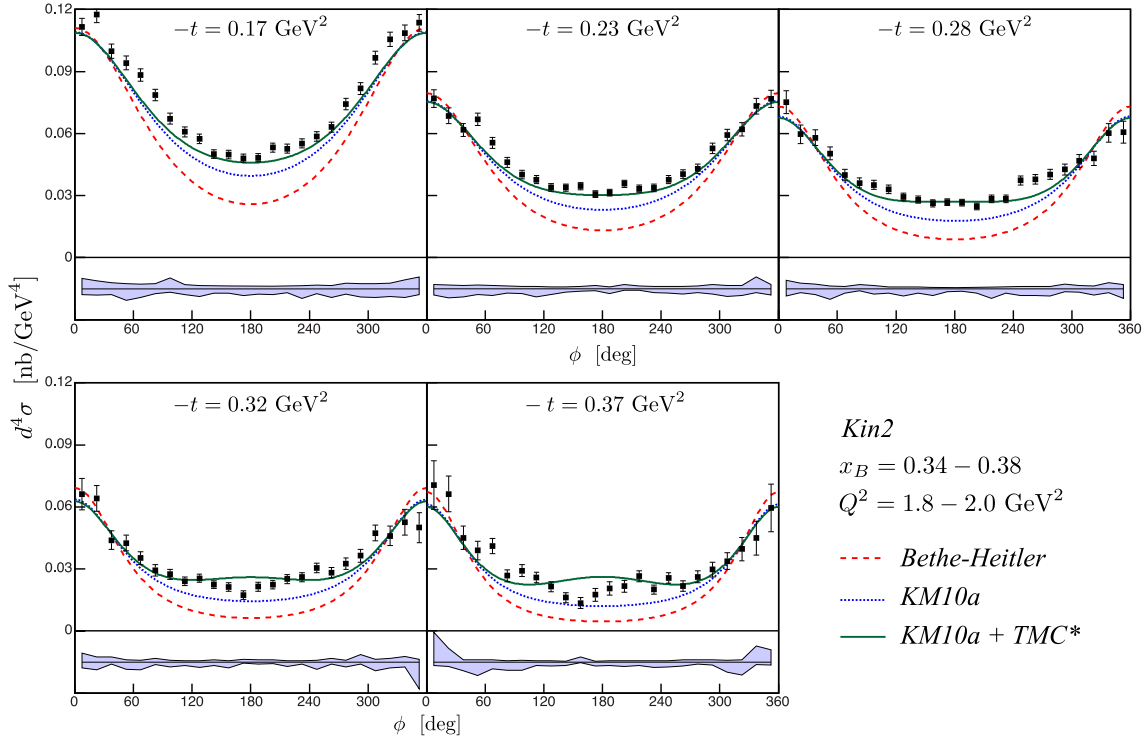 −t = 0.17 GeV²
−t = 0.23 GeV²
−t = 0.28 GeV²
0.12
0.09
0.06
0.03
0
0 60 120 180 240 300 0 60 120 180 240 300 0 60 120 180 240 300 360
ϕ [deg]
d⁴σ [nb/GeV⁴]
−t = 0.32 GeV²
− t = 0.37 GeV²
0.12
0.09
0.06
0.03
0
0 60 120 180 240 300 0 60 120 180 240 300 360
ϕ [deg]
ϕ [deg]
Kin2
x_B = 0.34 − 0.38
Q² = 1.8 − 2.0 GeV²
Bethe-Heitler
KM10a
KM10a + TMC*